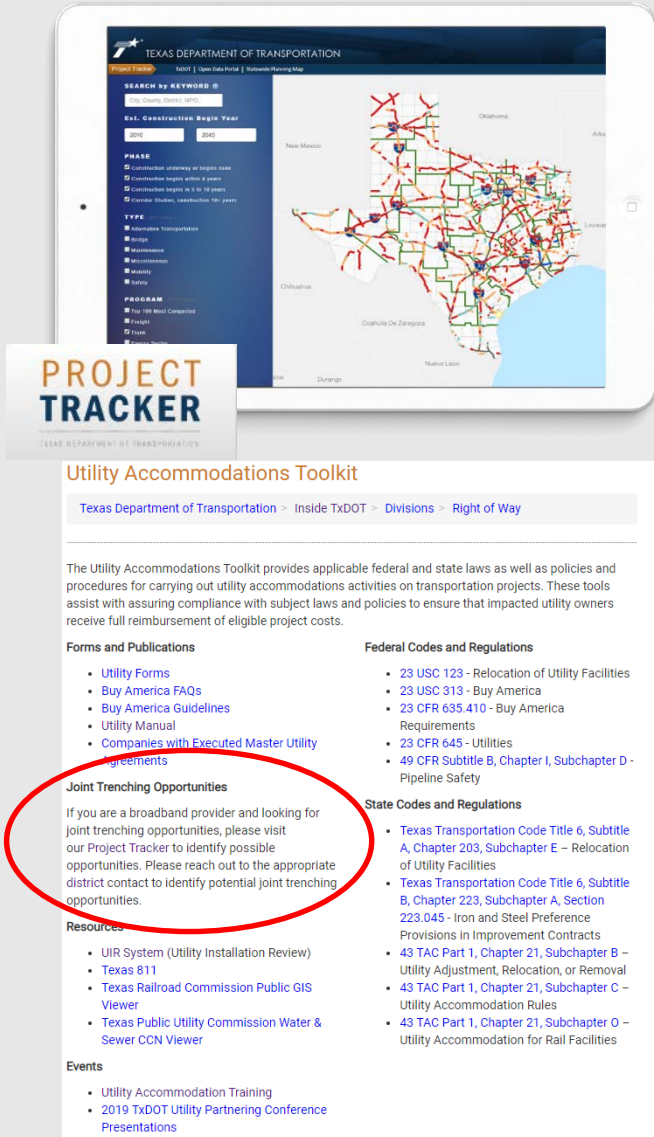 TEXAS DEPARTMENT OF TRANSPORTATION
Project Tracker TxDOT | Open Data Portal | Statewide Planning Map
SEARCH by KEYWORD
City, County, District, MPO,
Est. Construction Begin Year
2010 2045
PHASE
Construction underway or begins soon
Construction begins within 4 years
Construction begins in 5 to 10 years
Corridor Studies, construction 10+ years
TYPE
Alternative Transportation
Bridge
Maintenance
Miscellaneous
Mobility
Safety
PROGRAM
Top 100 Most Congested
Freight
Trunk
Energy Sector
Oklahoma
New Mexico
Chihuahua
Coahuila De Zaragoza
Nuevo Leon
Durango
PROJECT
TRACKER
TEXAS DEPARTMENT OF TRANSPORTATION
Utility Accommodations Toolkit
Texas Department of Transportation > Inside TxDOT > Divisions > Right of Way
The Utility Accommodations Toolkit provides applicable federal and state laws as well as policies and
procedures for carrying out utility accommodations activities on transportation projects. These tools
assist with assuring compliance with subject laws and policies to ensure that impacted utility owners
receive full reimbursement of eligible project costs.
Forms and Publications
Utility Forms
Buy America FAQs
Buy America Guidelines
Utility Manual
Companies with Executed Master Utility
Agreements
Joint Trenching Opportunities
If you are a broadband provider and looking for
joint trenching opportunities, please visit
our Project Tracker to identify possible
opportunities. Please reach out to the appropriate
district contact to identify potential joint trenching
opportunities.
Resources
UIR System (Utility Installation Review)
Texas 811
Texas Railroad Commission Public GIS
Viewer
Texas Public Utility Commission Water &
Sewer CCN Viewer
Events
Utility Accommodation Training
2019 TxDOT Utility Partnering Conference
Presentations
Federal Codes and Regulations
23 USC 123 - Relocation of Utility Facilities
23 USC 313 - Buy America
23 CFR 635.410 - Buy America
Requirements
23 CFR 645 - Utilities
49 CFR Subtitle B, Chapter I, Subchapter D -
Pipeline Safety
State Codes and Regulations
Texas Transportation Code Title 6, Subtitle
A, Chapter 203, Subchapter E – Relocation
of Utility Facilities
Texas Transportation Code Title 6, Subtitle
B, Chapter 223, Subchapter A, Section
223.045 - Iron and Steel Preference
Provisions in Improvement Contracts
43 TAC Part 1, Chapter 21, Subchapter B –
Utility Adjustment, Relocation, or Removal
43 TAC Part 1, Chapter 21, Subchapter C –
Utility Accommodation Rules
43 TAC Part 1, Chapter 21, Subchapter O –
Utility Accommodation for Rail Facilities